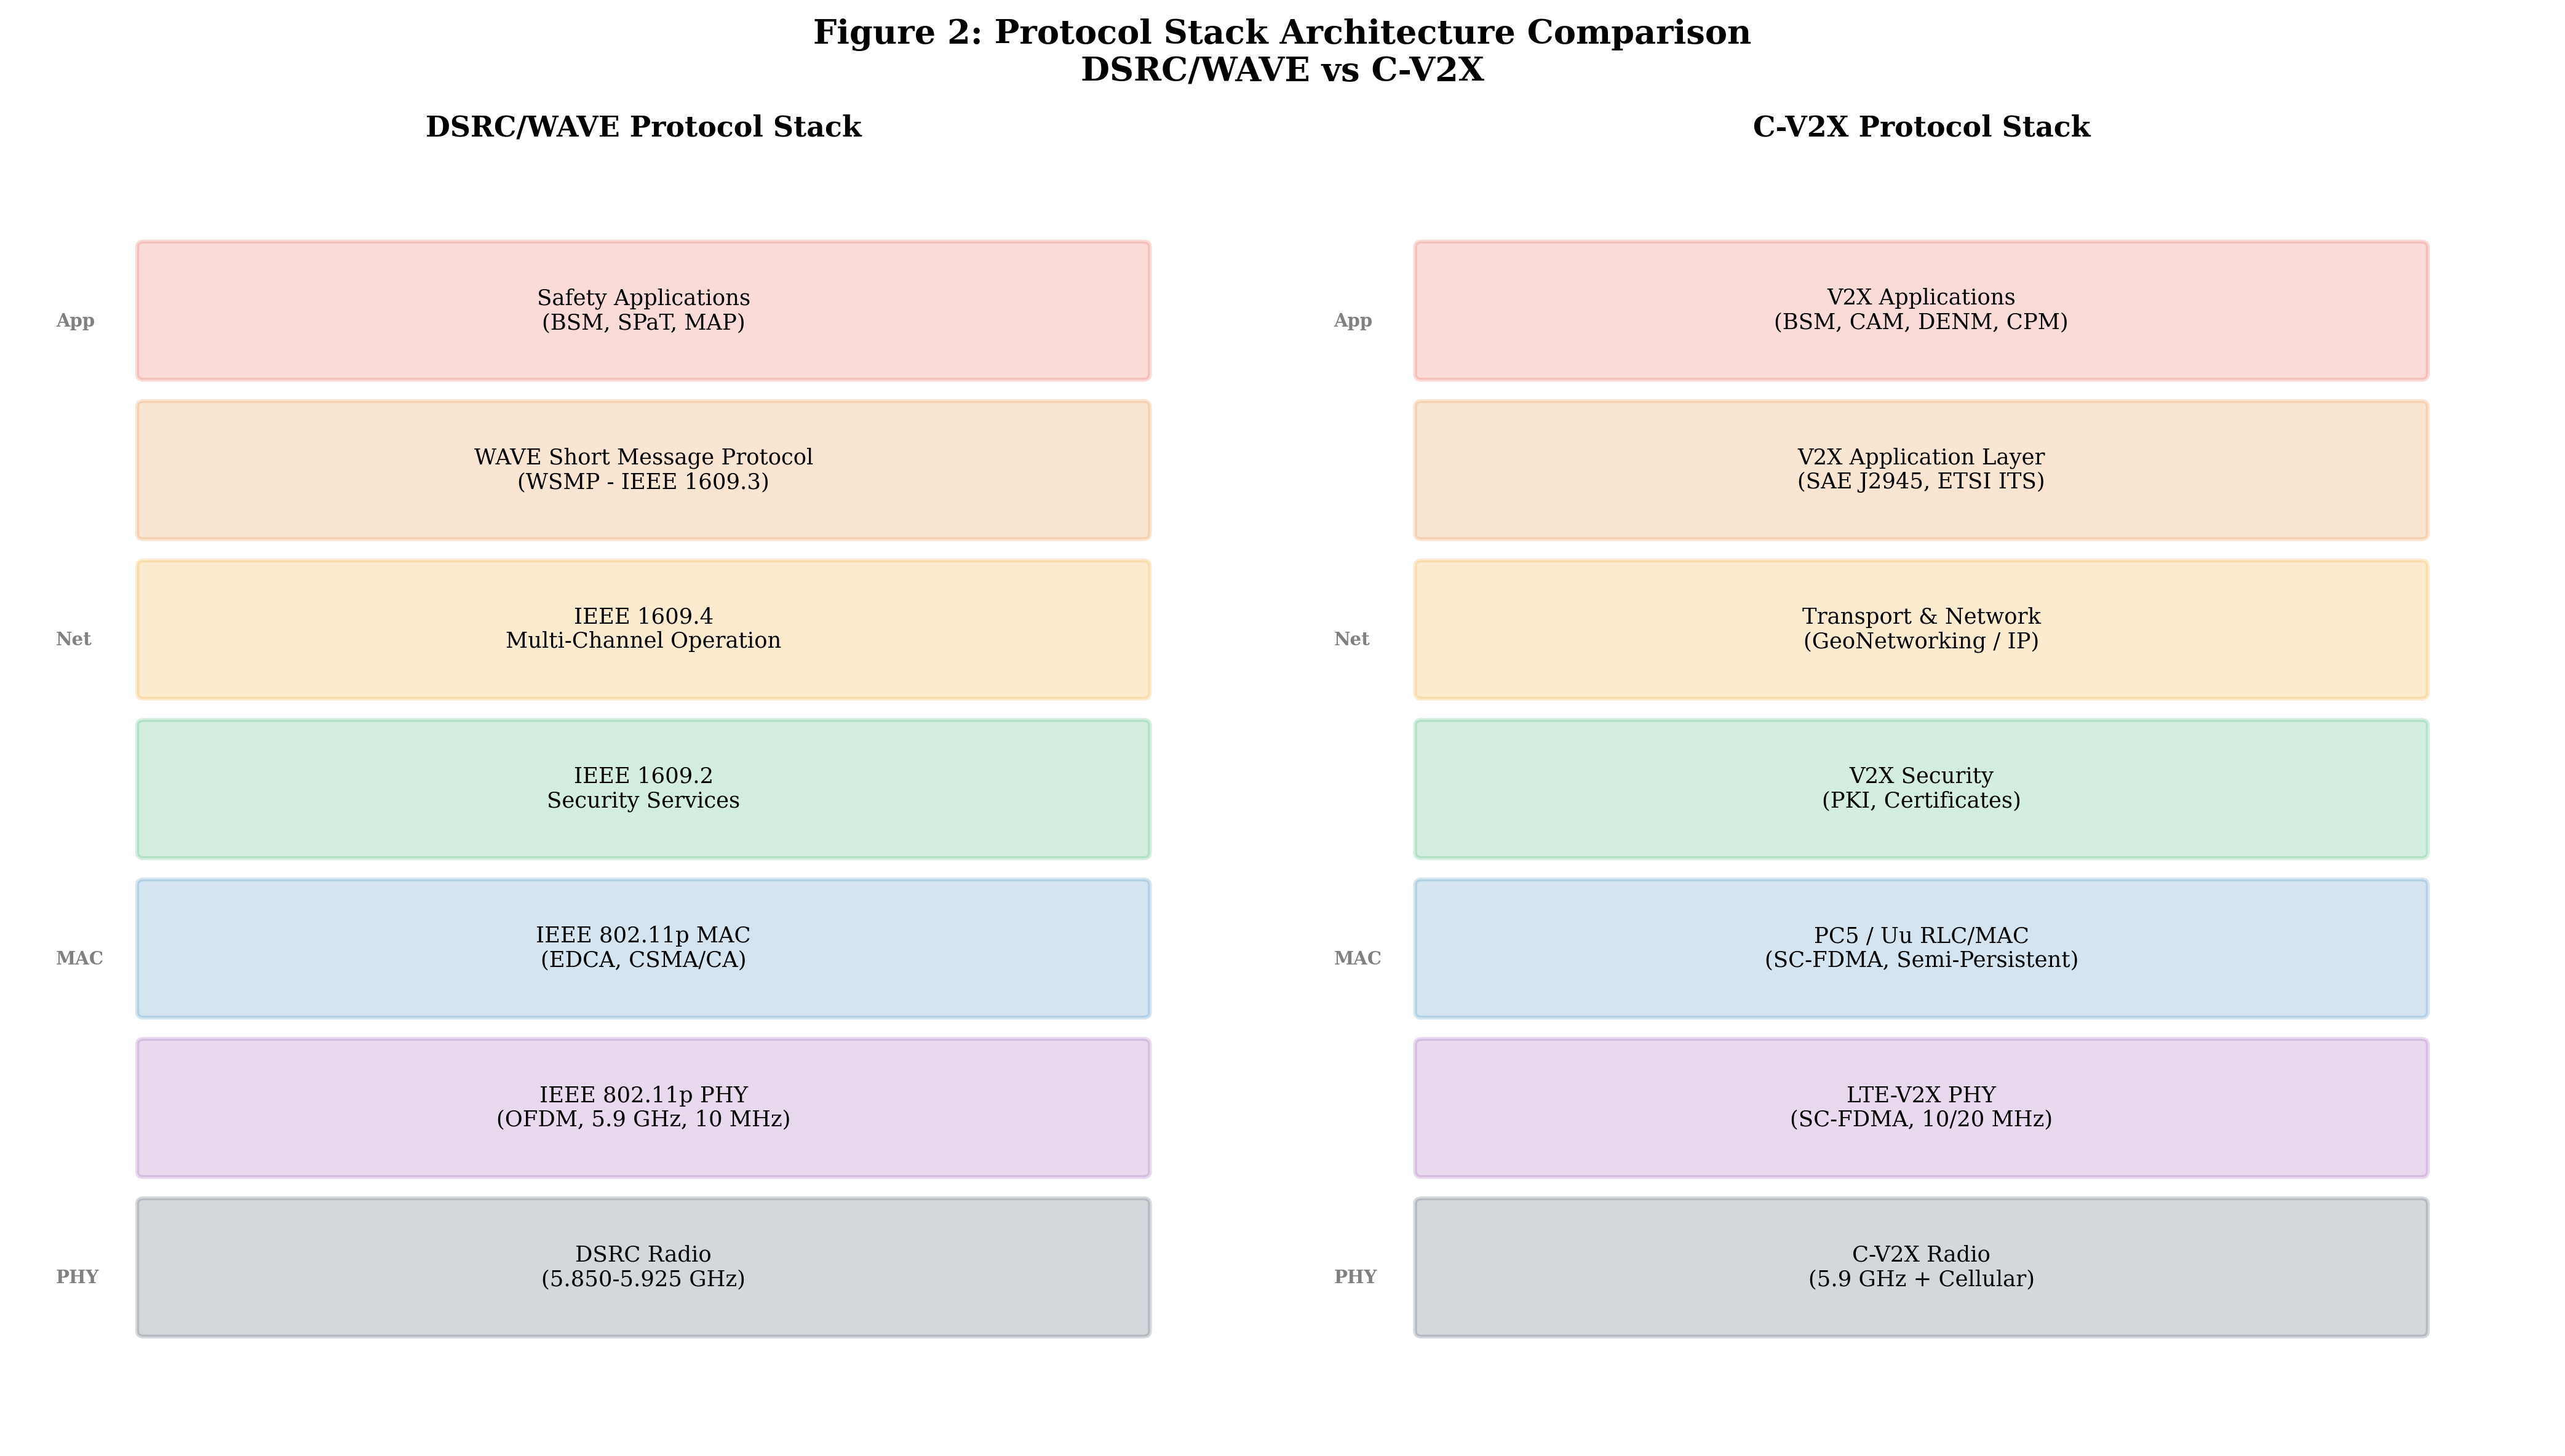 Figure 2: Protocol Stack Architecture Comparison
DSRC/WAVE vs C-V2X
DSRC/WAVE Protocol Stack
App
Safety Applications
(BSM, SPaT, MAP)
WAVE Short Message Protocol
(WSMP - IEEE 1609.3)
Net
IEEE 1609.4
Multi-Channel Operation
IEEE 1609.2
Security Services
MAC
IEEE 802.11p MAC
(EDCA, CSMA/CA)
IEEE 802.11p PHY
(OFDM, 5.9 GHz, 10 MHz)
PHY
DSRC Radio
(5.850-5.925 GHz)
C-V2X Protocol Stack
App
V2X Applications
(BSM, CAM, DENM, CPM)
V2X Application Layer
(SAE J2945, ETSI ITS)
Net
Transport & Network
(GeoNetworking / IP)
V2X Security
(PKI, Certificates)
MAC
PC5 / Uu RLC/MAC
(SC-FDMA, Semi-Persistent)
LTE-V2X PHY
(SC-FDMA, 10/20 MHz)
PHY
C-V2X Radio
(5.9 GHz + Cellular)